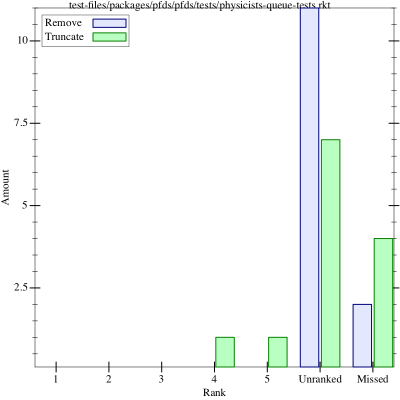 test-files/packages/pfds/pfds/tests/physicists-queue-tests.rkt
Remove
Truncate
10
7.5
5
2.5
Amount
1 2 3 4 5 Unranked Missed
Rank